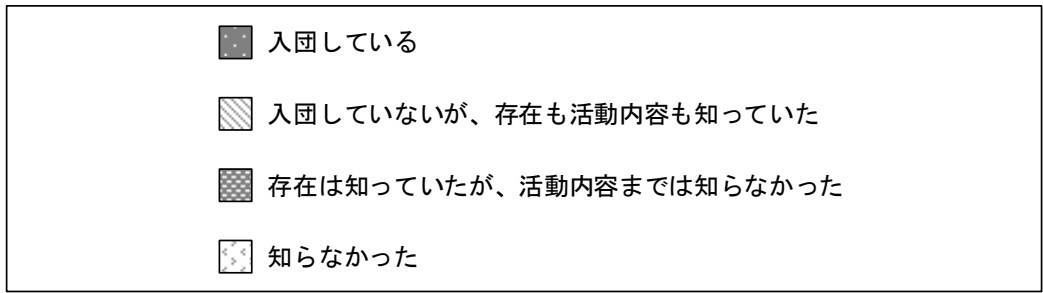 入団している
入団していないが、存在も活動内容も知っていた
存在は知っていたが、活動内容までは知らなかった
知らなかった